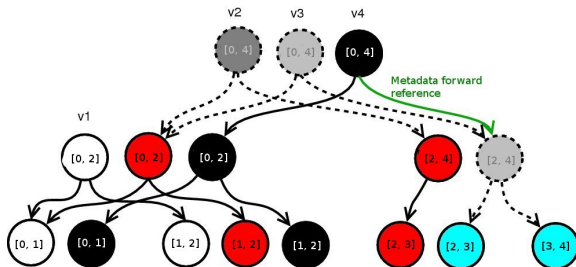 v2 v3 v4
[0, 4] [0, 4] [0, 4]
Metadata forward
reference
v1
[0, 2] [0, 2] [0, 2] [2, 4] [2, 4]
[0, 1] [0, 1] [1, 2] [1, 2] [1, 2] [2, 3] [2, 3] [3, 4]